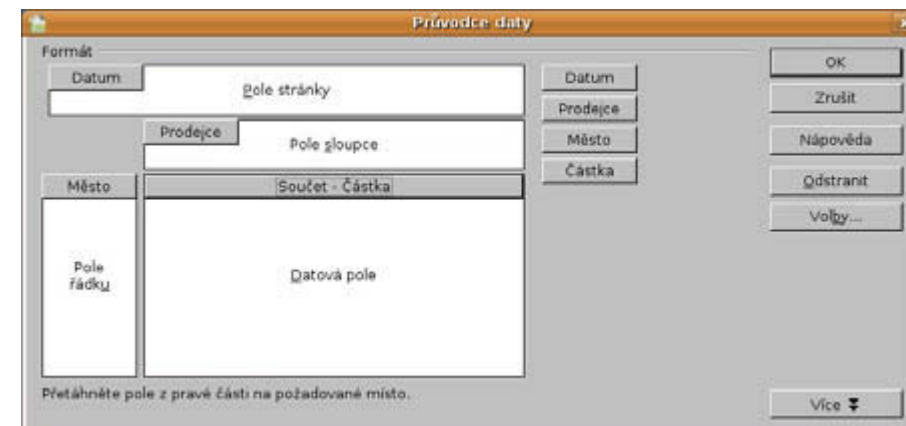 Průvodce daty
Formát
Datum
Pole stránky
Prodejce
Pole sloupce
Město
Součet - Částka
Pole
řádku
Datová pole
Datum
Prodejce
Město
Částka
OK
Zrušit
Nápověda
Odstranit
Volby...
Přetáhněte pole z pravé části na požadované místo.
Více